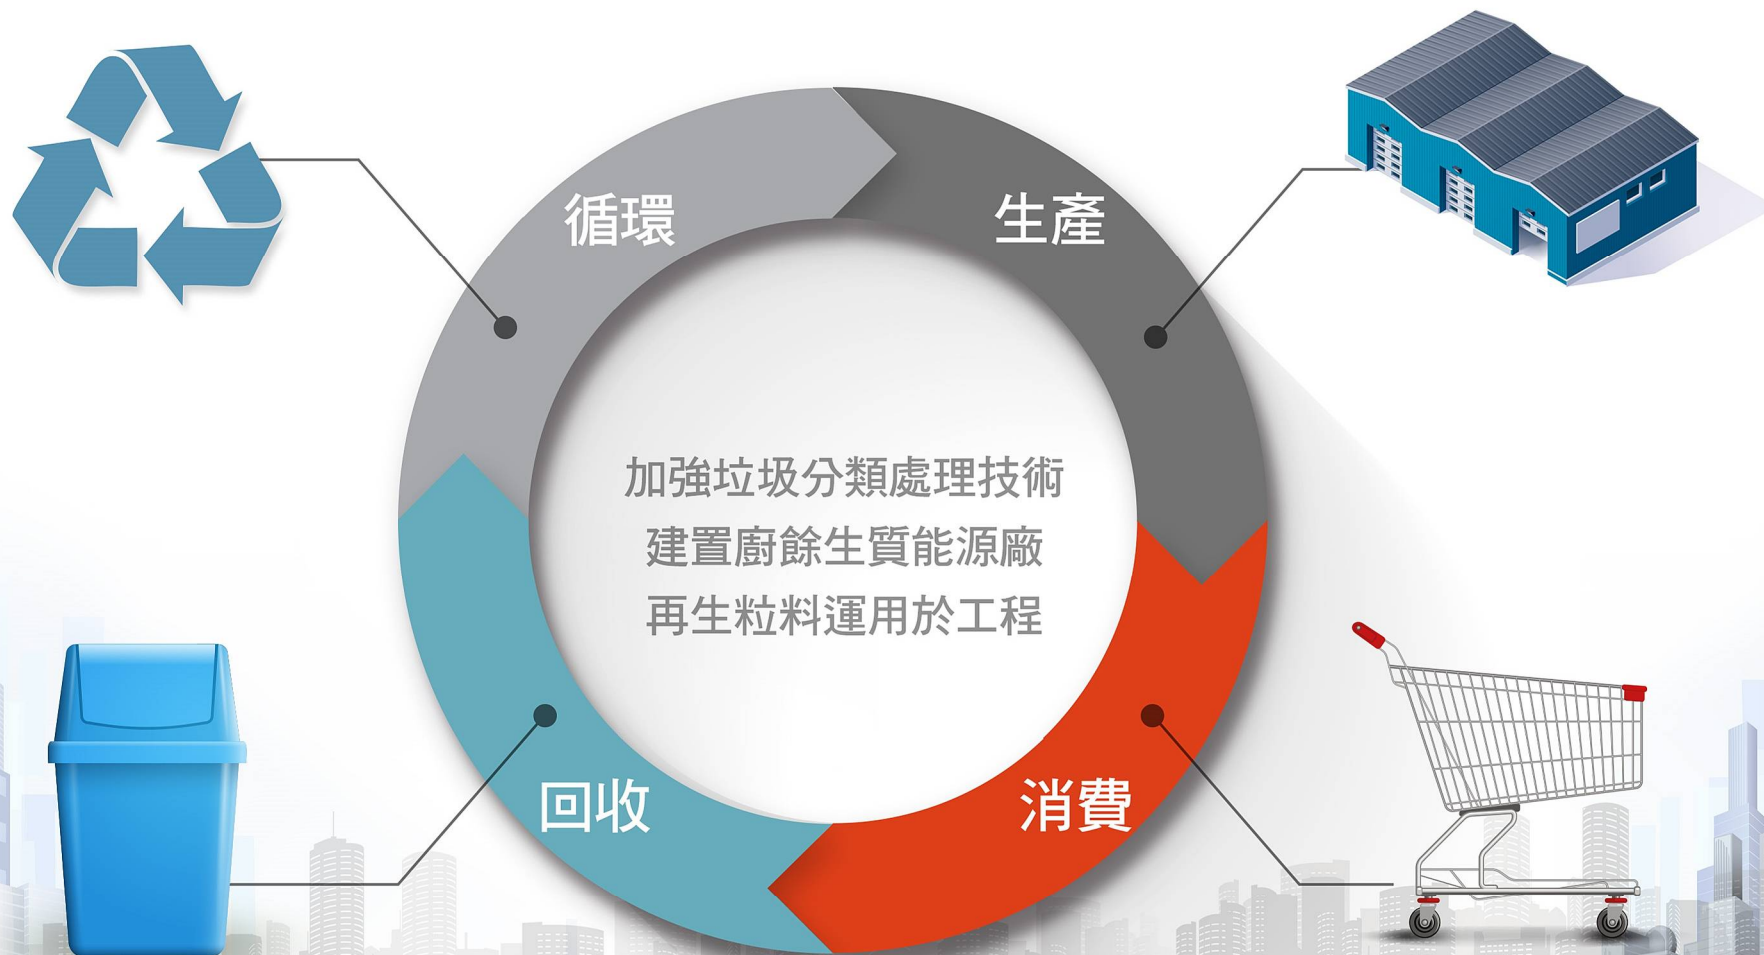 循環
生產
加強垃圾分類處理技術
建置廚餘生質能源廠
再生粒料運用於工程
回收
消費